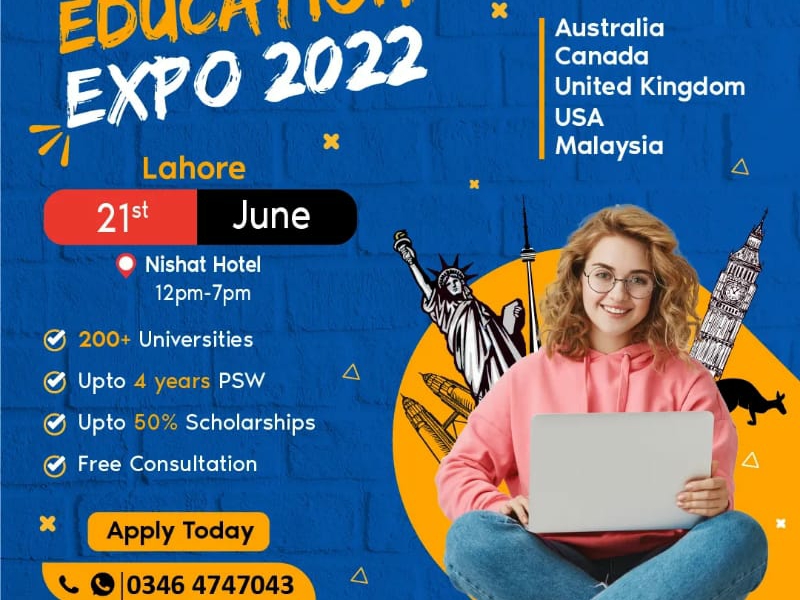 EDUCATION
EXPO 2022
Australia
Canada
United Kingdom
USA
Malaysia
Lahore
21st June
Nishat Hotel
12pm-7pm
200+ Universities
Upto 4 years PSW
Upto 50% Scholarships
Free Consultation
Apply Today
0346 4747043